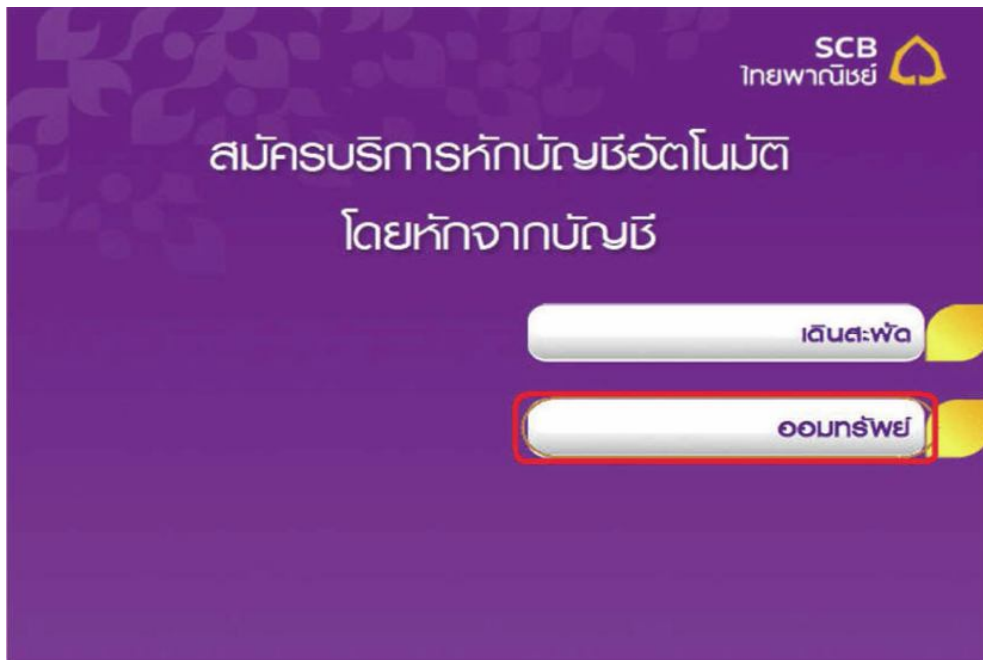 SCB
ไทยพาณิชย์
สมัครบริการหักบัญชีอัตโนมัติ
โดยหักจากบัญชี
เดินสะพัด
ออมทรัพย์